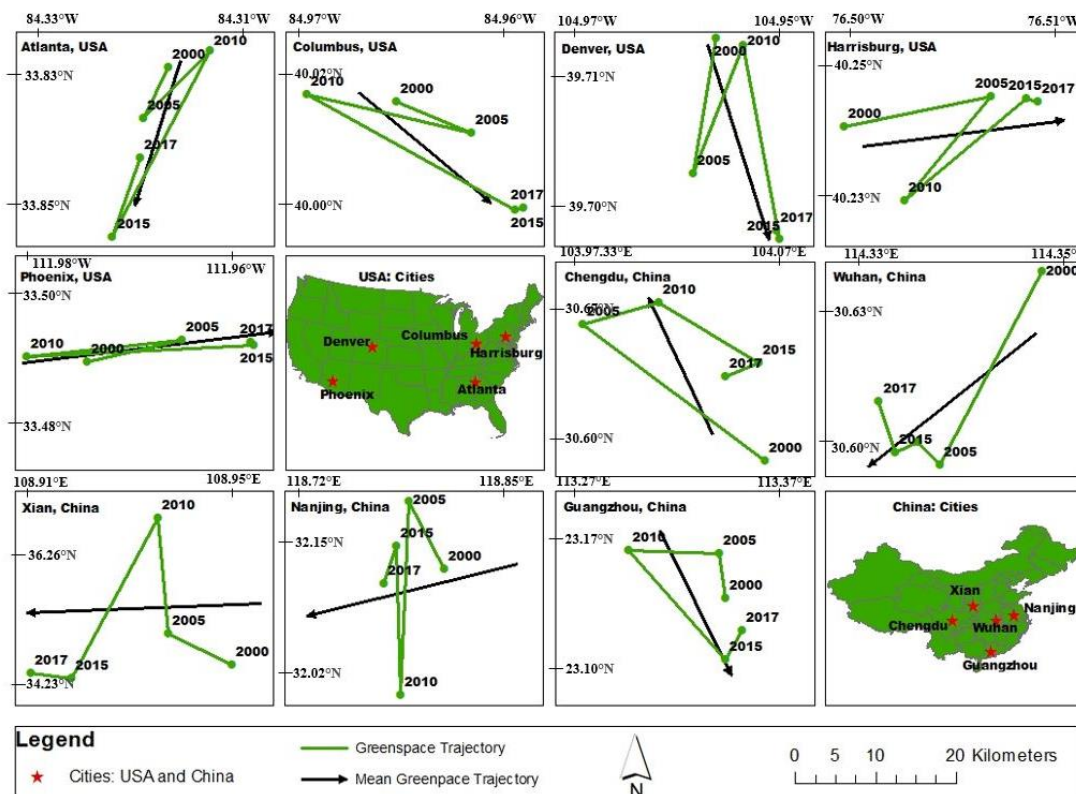 84.33°W 84.31°W 84.97°W 84.96°W 104.97°W 104.95°W 76.50°W 76.51°W
Atlanta, USA
2010
2000
33.83°N
2005
2017
33.85°N
2015
Columbus, USA
40.02°N
2010
2000
2005
40.00°N
2017
2015
Denver, USA
2000
2010
39.71°N
2005
39.70°N
2015
2017
Harrisburg, USA
40.25°N
2005
2015
2017
2000
40.23°N
2010
111.98°W 111.96°W 103.97.33°E 104.07°E 114.33°E 114.35°E
Phoenix, USA
33.50°N
2005
2017
2010
2000
2015
33.48°N
USA: Cities
Denver
Columbus
Harrisburg
Phoenix
Atlanta
Chengdu, China
2010
30.67°N
2005
2015
2017
30.60°N
2000
Wuhan, China
2000
30.63°N
2017
30.60°N
2015
2005
108.91°E 108.95°E 118.72°E 118.85°E 113.27°E 113.37°E
Xian, China
2010
36.26°N
2005
2017
2015
2000
34.23°N
Nanjing, China
2005
32.15°N
2015
2000
2017
32.02°N
2010
Guangzhou, China
23.17°N
2010
2005
2000
2017
2015
23.10°N
China: Cities
Xian
Nanjing
Chengdu
Wuhan
Guangzhou
Legend
Greenspace Trajectory
Cities: USA and China
Mean Greenpace Trajectory
N
0 5 10 20 Kilometers